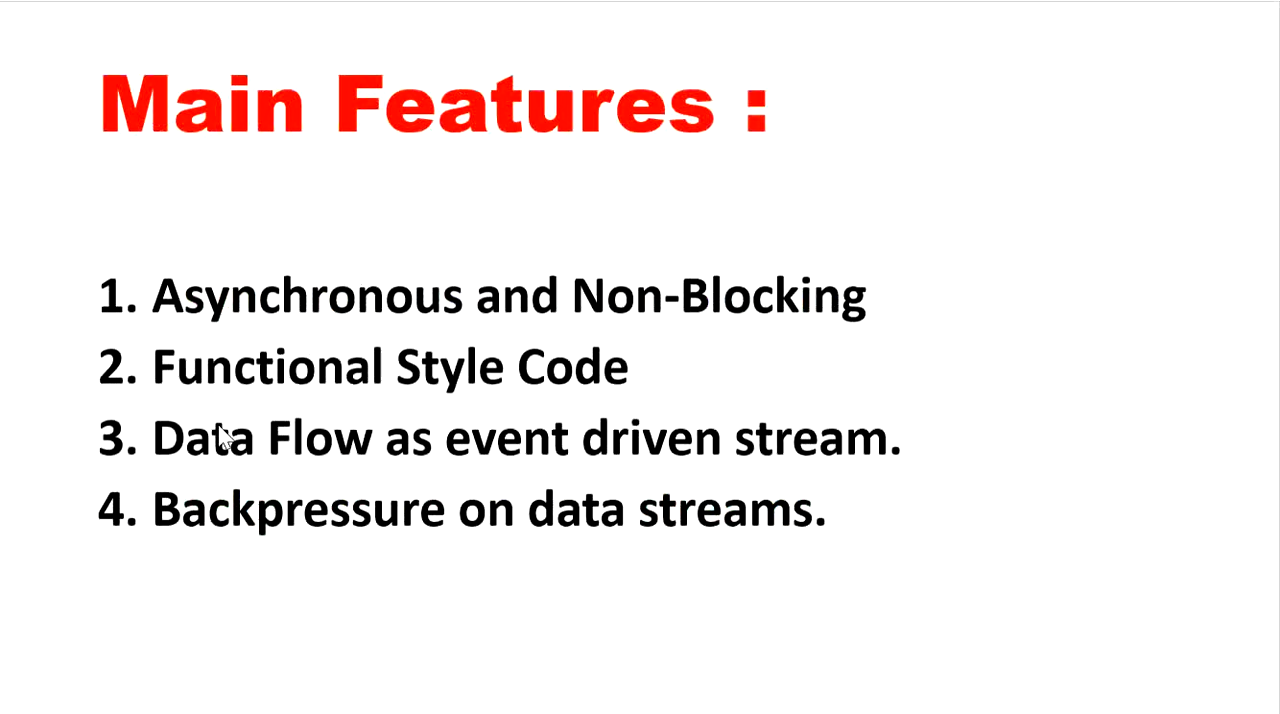 Main Features :
1. Asynchronous and Non-Blocking
2. Functional Style Code
3. Data Flow as event driven stream.
4. Backpressure on data streams.